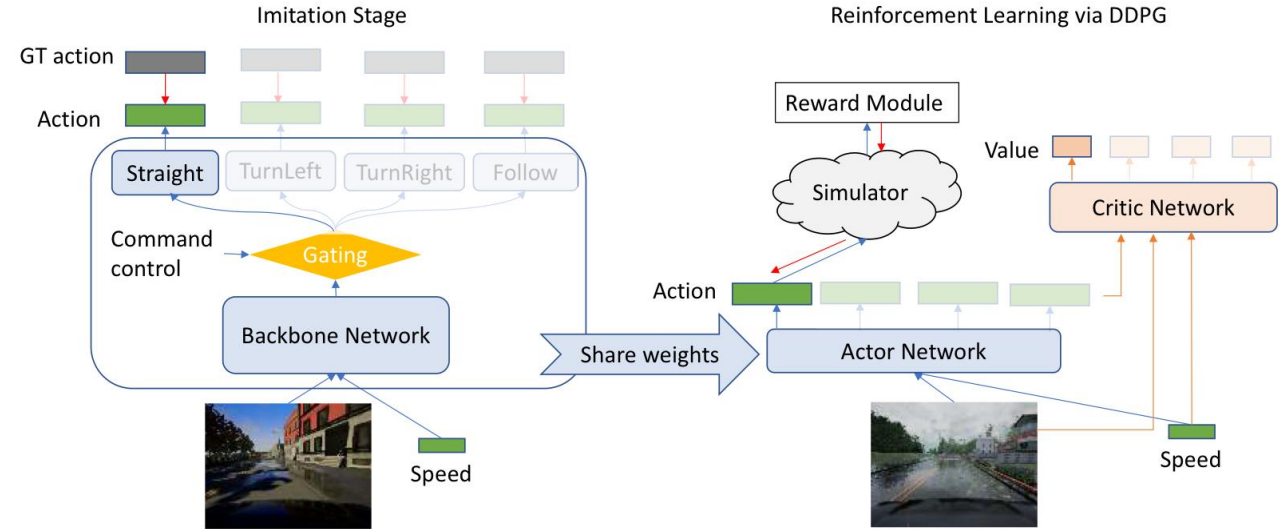 Imitation Stage
GT action
Action
Straight
TurnLeft
TurnRight
Follow
Command
control
Gating
Backbone Network
Speed
Share weights
Reinforcement Learning via DDPG
Reward Module
Simulator
Value
Critic Network
Action
Actor Network
Speed